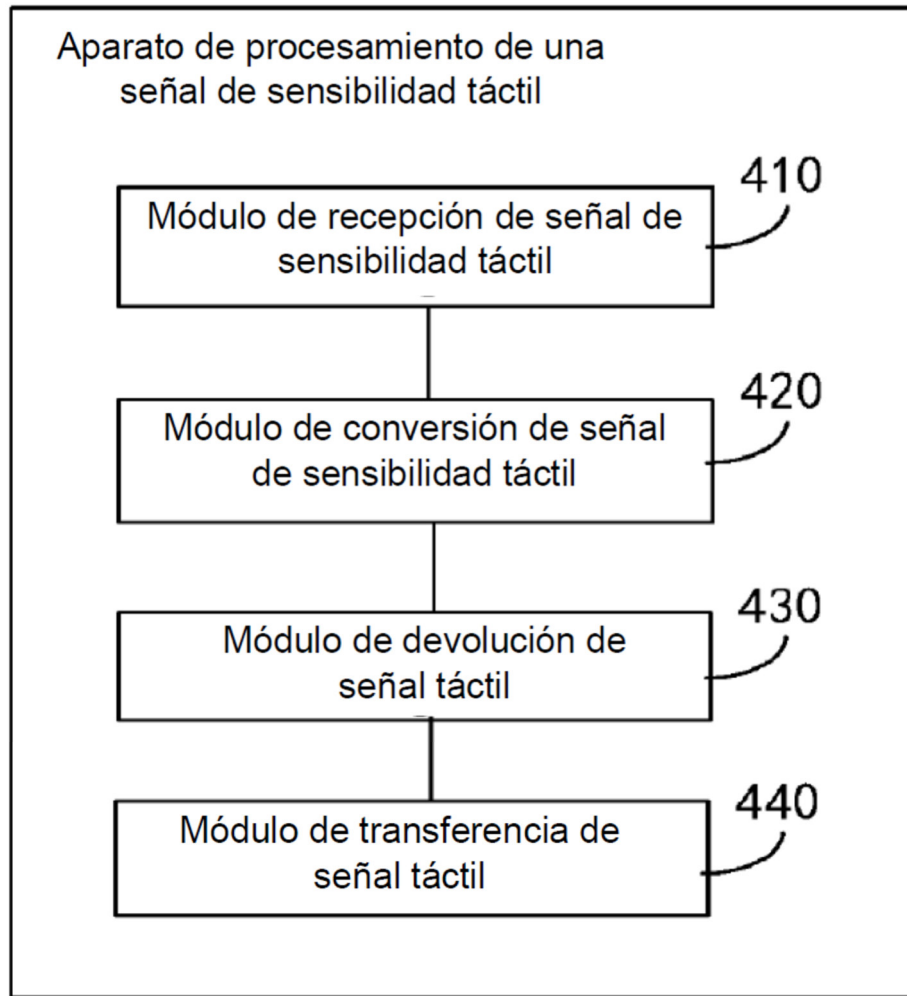 Aparato de procesamiento de una
señal de sensibilidad táctil
410
Módulo de recepción de señal de
sensibilidad táctil
420
Módulo de conversión de señal
de sensibilidad táctil
430
Módulo de devolución de
señal táctil
440
Módulo de transferencia de
señal táctil